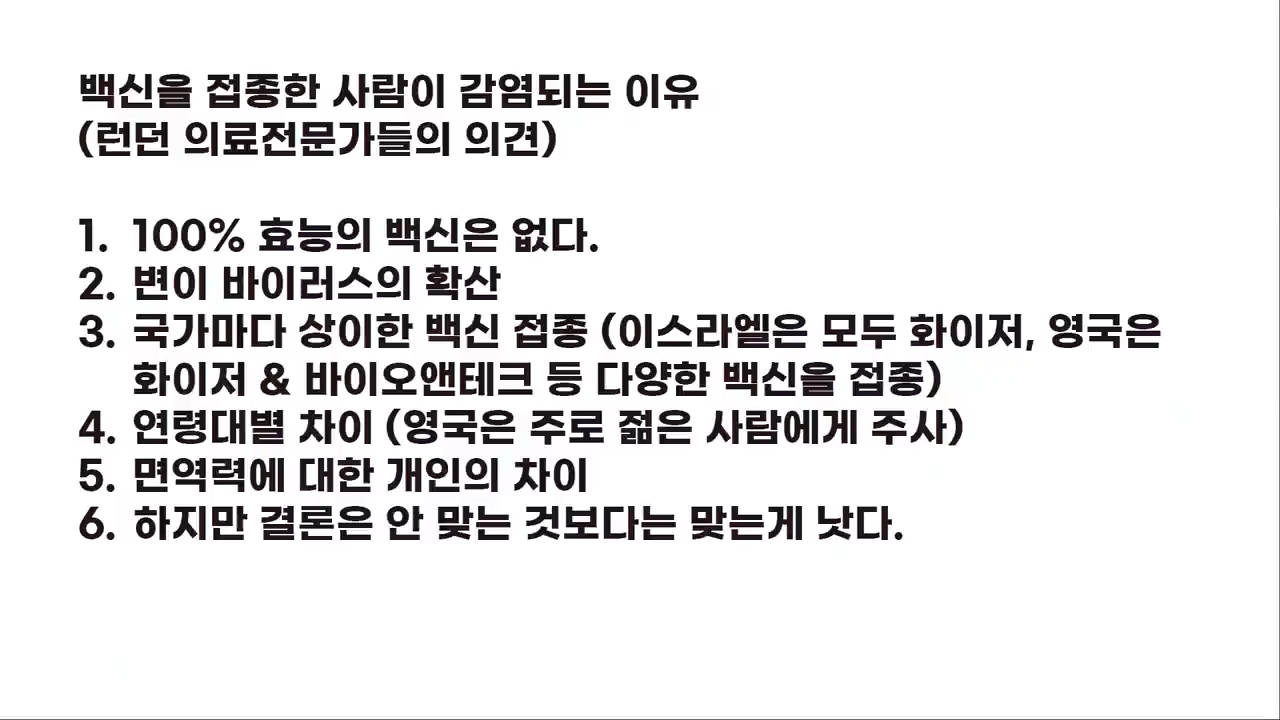 백신을 접종한 사람이 감염되는 이유
(런던 의료전문가들의 의견)
1. 100% 효능의 백신은 없다.
2. 변이 바이러스의 확산
3. 국가마다 상이한 백신 접종 (이스라엘은 모두 화이저, 영국은
화이저 & 바이오앤테크 등 다양한 백신을 접종)
4. 연령대별 차이 (영국은 주로 젊은 사람에게 주사)
5. 면역력에 대한 개인의 차이
6. 하지만 결론은 안 맞는 것보다는 맞는게 낫다.